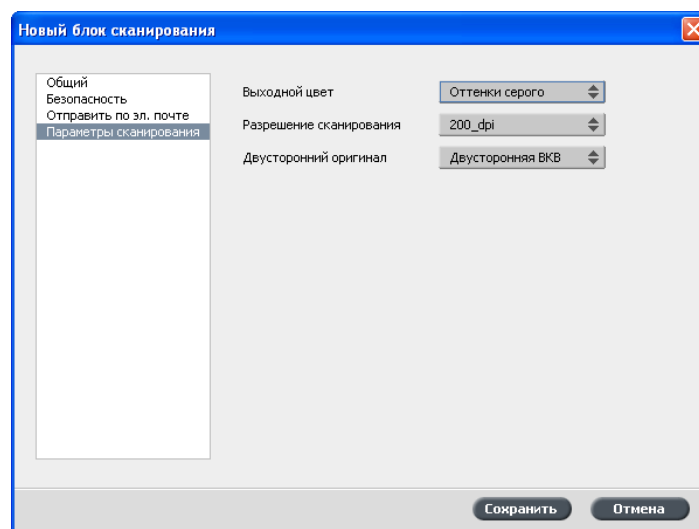 Новый блок сканирования
Общий
Безопасность
Отправить по эл. почте
Параметры сканирования
Выходной цвет
Оттенки серого
Разрешение сканирования
200_dpi
Двусторонний оригинал
Двусторонняя ВКВ
Сохранить
Отмена